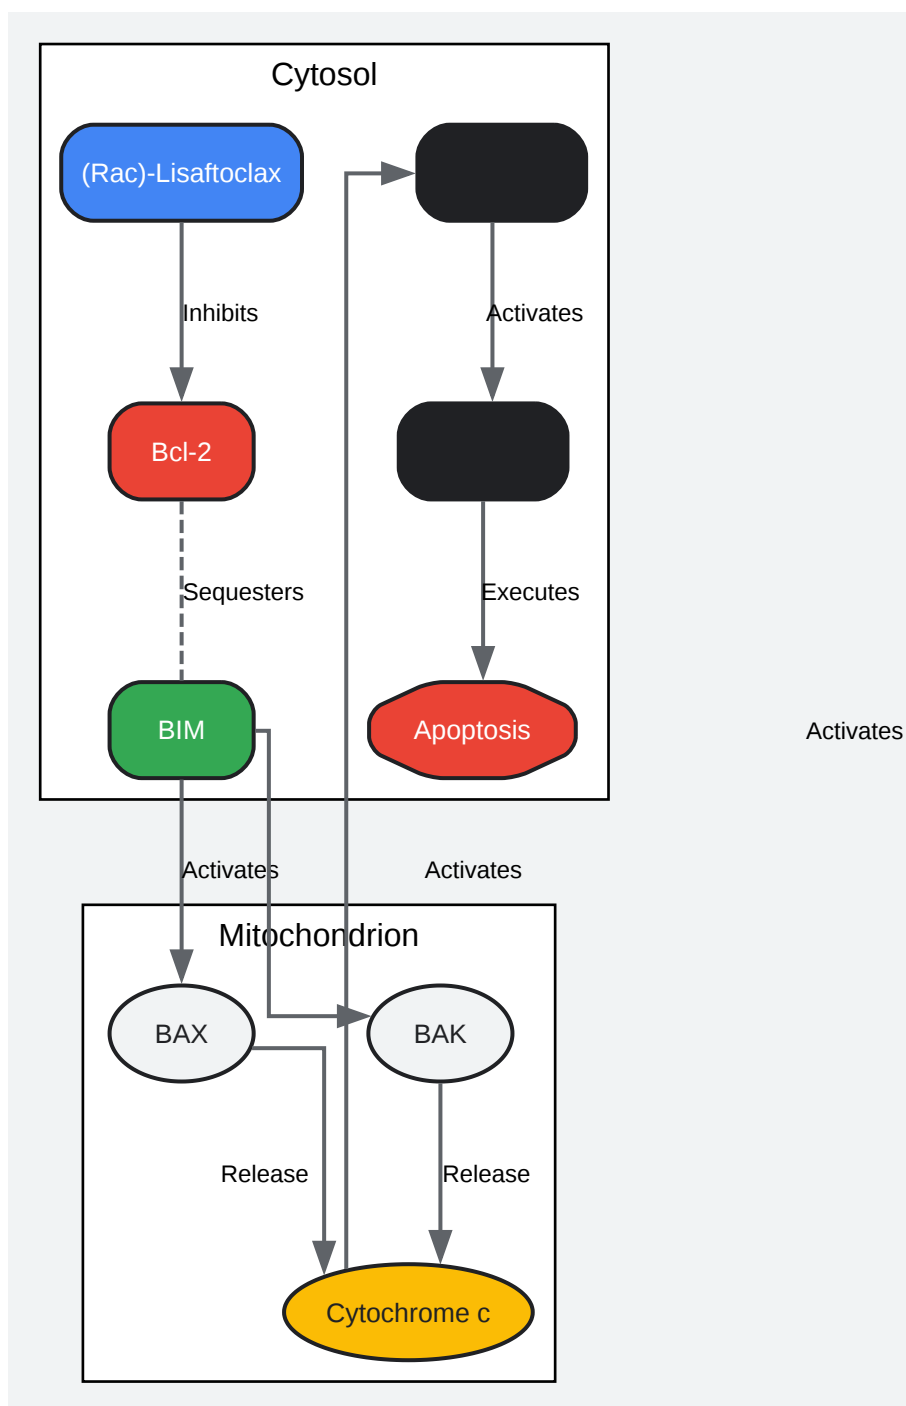 Cytosol
(Rac)-Lisaftoclax
Inhibits
Activates
Bcl-2
Sequesters
Executes
BIM
Apoptosis
Activates
Activates
Activates
Mitochondrion
BAX
BAK
Release
Release
Cytochrome c